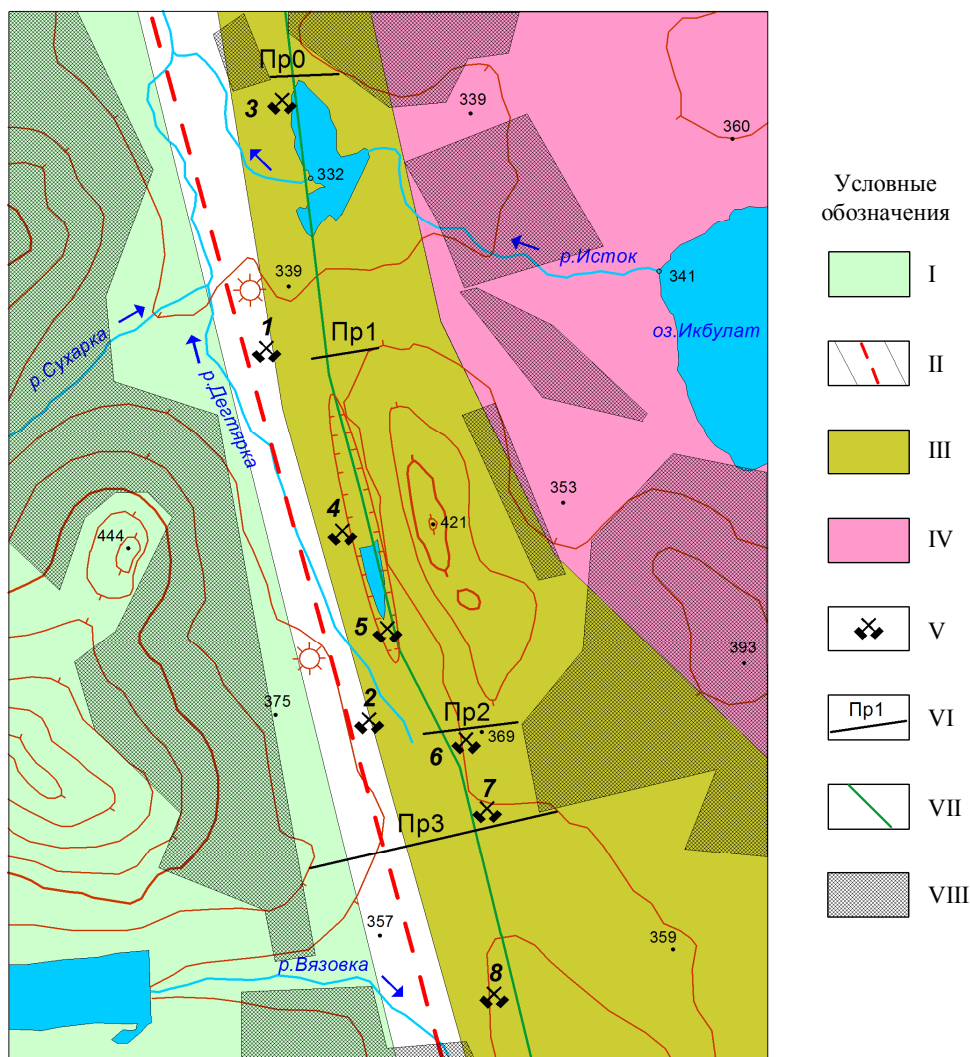 Пр0
3
339
360
332
р.Исток
341
339
оз.Икбулат
1
Пр1
р.Сухарка
р.Дегтярка
353
4
421
444
5
393
375
2
Пр2
369
6
7
Пр3
357
359
р.Вязовка
8
Условные
обозначения
I
II
III
IV
V
Пр1
VI
VII
VIII